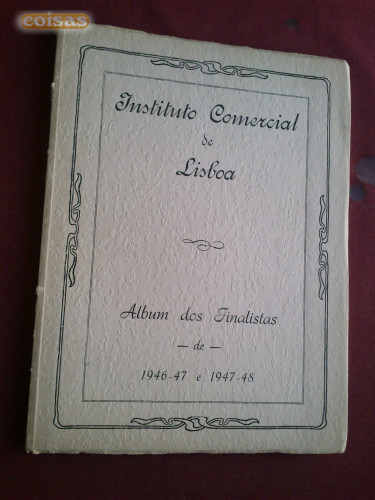 coisas
Instituto Comercial
de
Lisboa
Album dos Finalistas
— de —
1946-47 e 1947-48